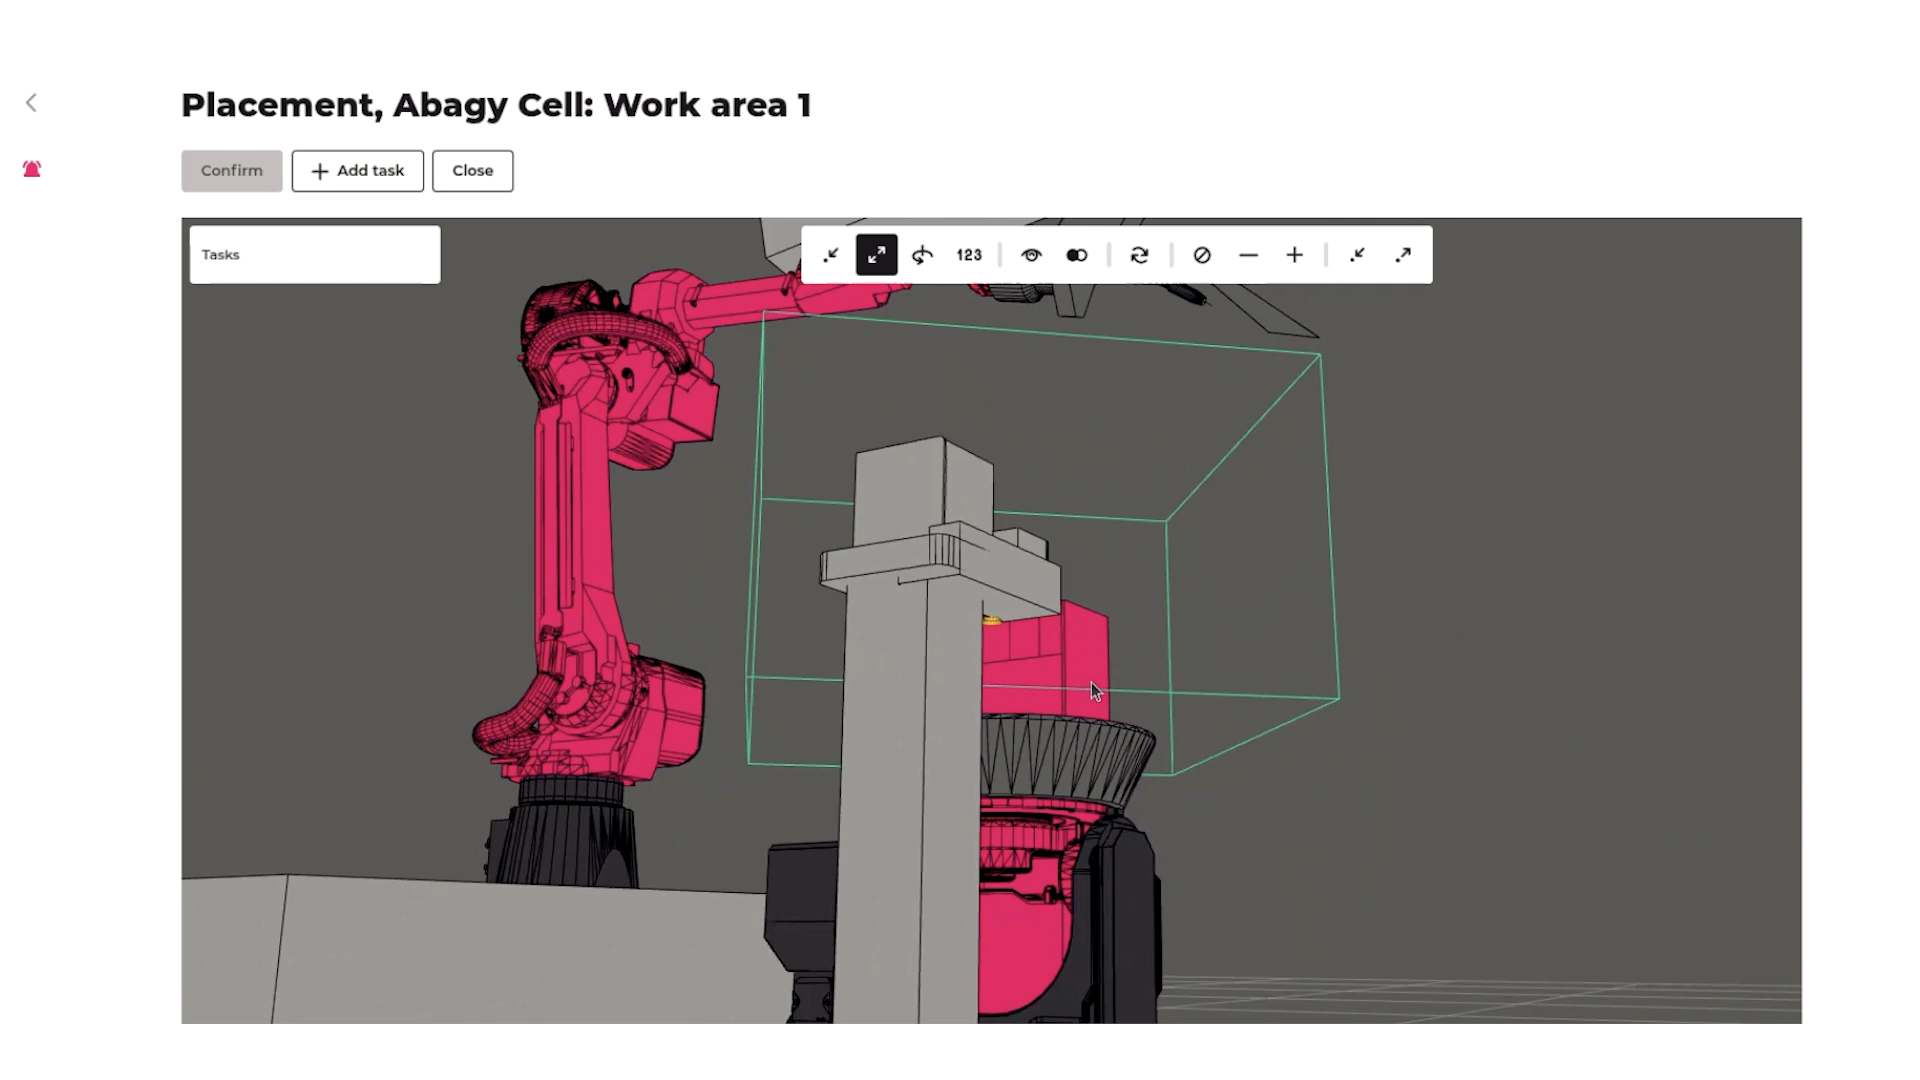 Placement, Abagy Cell: Work area 1
Confirm
Add task
Close
Tasks
123